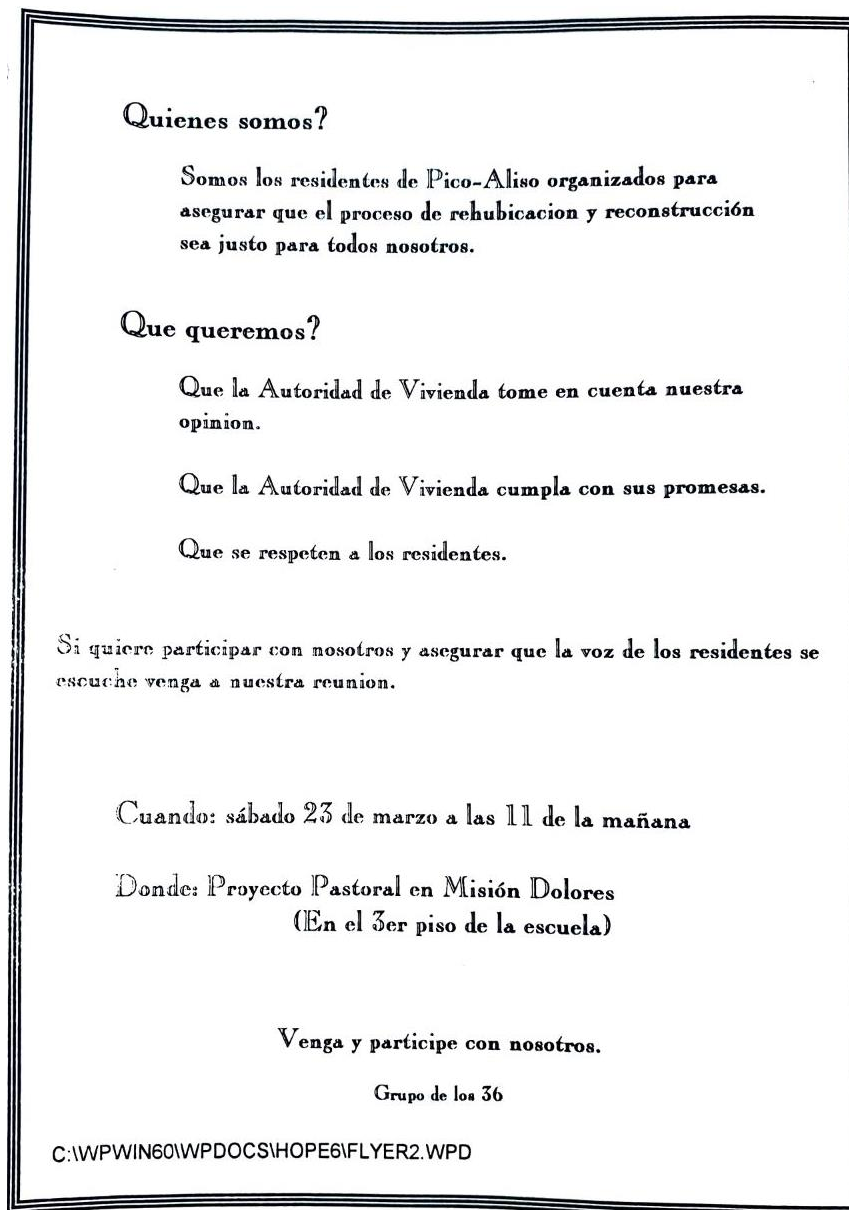 Quienes somos?
Somos los residentes de Pico-Aliso organizados para
asegurar que el proceso de rehubicacion y reconstrucción
sea justo para todos nosotros.
Que queremos?
Que la Autoridad de Vivienda tome en cuenta nuestra
opinion.
Que la Autoridad de Vivienda cumpla con sus promesas.
Que se respeten a los residentes.
Si quiere participar con nosotros y asegurar que la voz de los residentes se
escuche venga a nuestra reunion.
Cuando: sábado 23 de marzo a las 11 de la mañana
Donde: Proyecto Pastoral en Misión Dolores
(En el 3er piso de la escuela)
Venga y participe con nosotros.
Grupo de los 36
C:\WPWIN60\WPDOCS\HOPE6\FLYER2.WPD